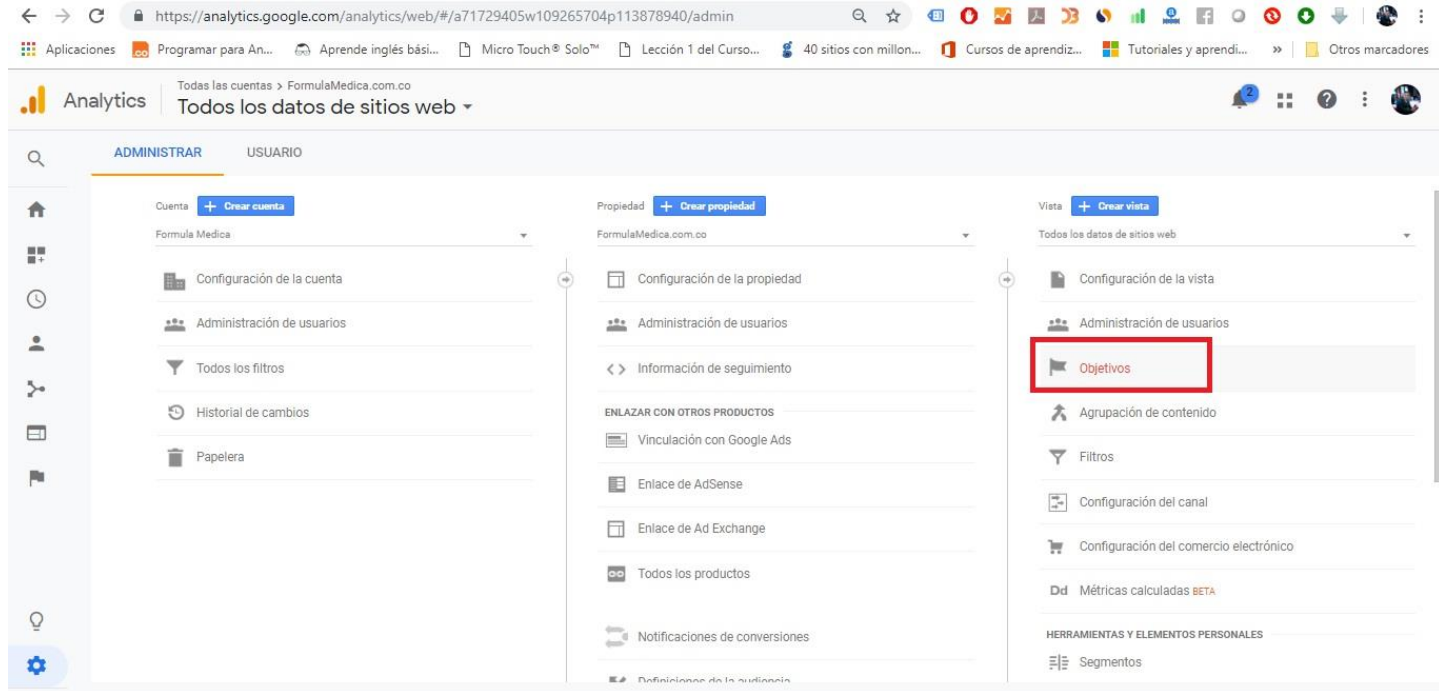 https://analytics.google.com/analytics/web/#/a71729405w109265704p113878940/admin
Aplicaciones Programar para An... Aprende inglés bási... Micro Touch® Solo™ Lección 1 del Curso... 40 sitios con millon... Cursos de aprendiz... Tutoriales y aprendi... » Otros marcadores
Analytics
Todas las cuentas > FormulaMedica.com.co
Todos los datos de sitios web
2
ADMINISTRAR USUARIO
Cuenta + Crear cuenta
Formula Medica
Configuración de la cuenta
Administración de usuarios
Todos los filtros
Historial de cambios
Papelera
Propiedad + Crear propiedad
FormulaMedica.com.co
Configuración de la propiedad
Administración de usuarios
Información de seguimiento
ENLAZAR CON OTROS PRODUCTOS
Vinculación con Google Ads
Enlace de AdSense
Enlace de Ad Exchange
Todos los productos
Notificaciones de conversiones
Definiciones de la audiencia
Vista + Crear vista
Todos los datos de sitios web
Configuración de la vista
Administración de usuarios
Objetivos
Agrupación de contenido
Filtros
Configuración del canal
Configuración del comercio electrónico
Dd Métricas calculadas BETA
HERRAMIENTAS Y ELEMENTOS PERSONALES
Segmentos